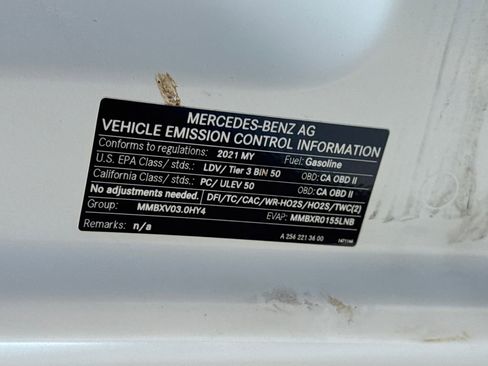 MERCEDES-BENZ AG
VEHICLE EMISSION CONTROL INFORMATION
Conforms to regulations: 2021 MY Fuel: Gasoline
U.S. EPA Class/ stds.: LDV/ Tier 3 BIN 50 OBD: CA OBD II
California Class/ stds.: PC/ ULEV 50 OBD: CA OBD II
No adjustments needed. DFI/TC/CAC/WR-HO2S/HO2S/TWC(2)
Group: MMBXV03.0HY4 EVAP: MMBXR0155LNB
Remarks: n/a A 256 221 36 00